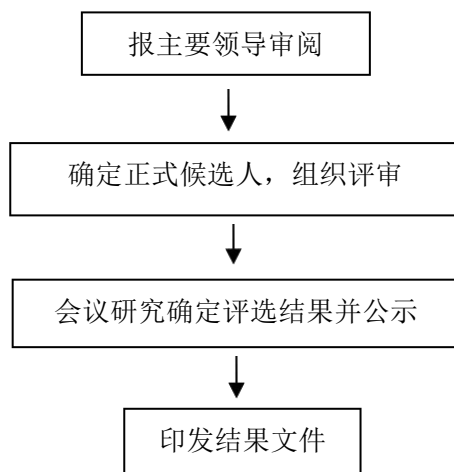 报主要领导审阅
确定正式候选人，组织评审
会议研究确定评选结果并公示
印发结果文件